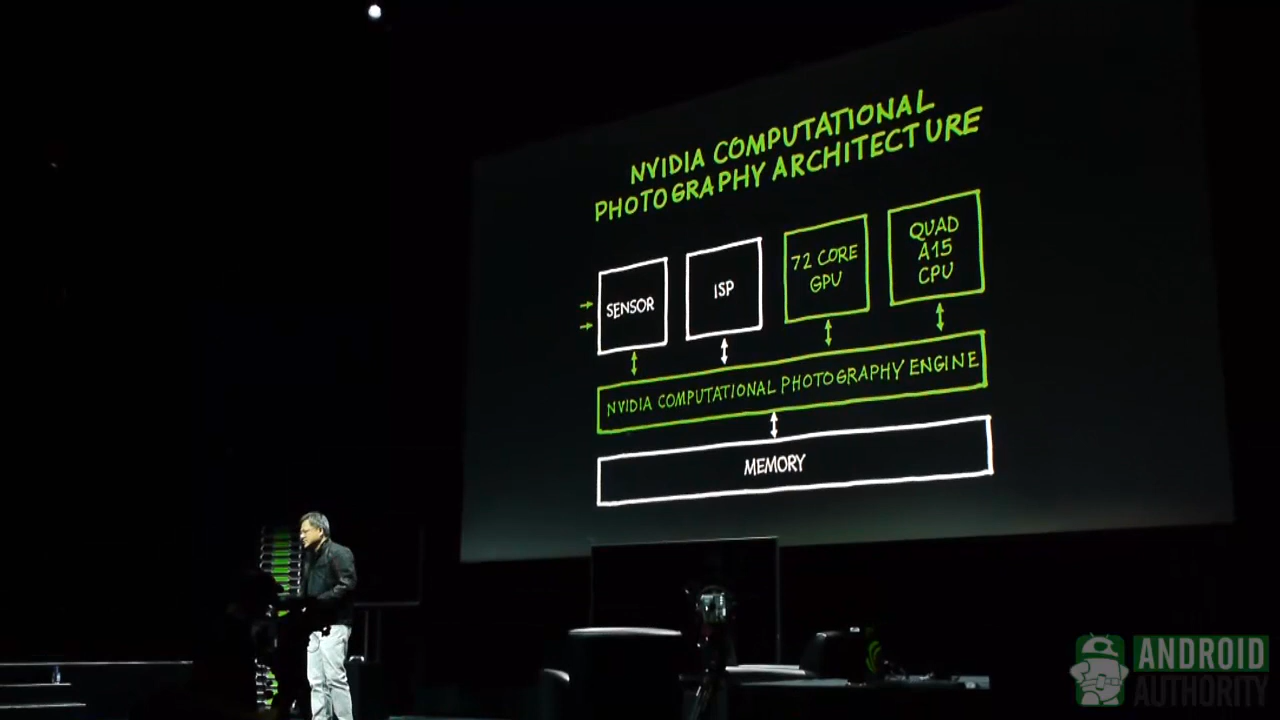 NVIDIA COMPUTATIONAL
PHOTOGRAPHY ARCHITECTURE
SENSOR
ISP
72 CORE
GPU
QUAD
A15
CPU
NVIDIA COMPUTATIONAL PHOTOGRAPHY ENGINE
MEMORY
ANDROID
AUTHORITY